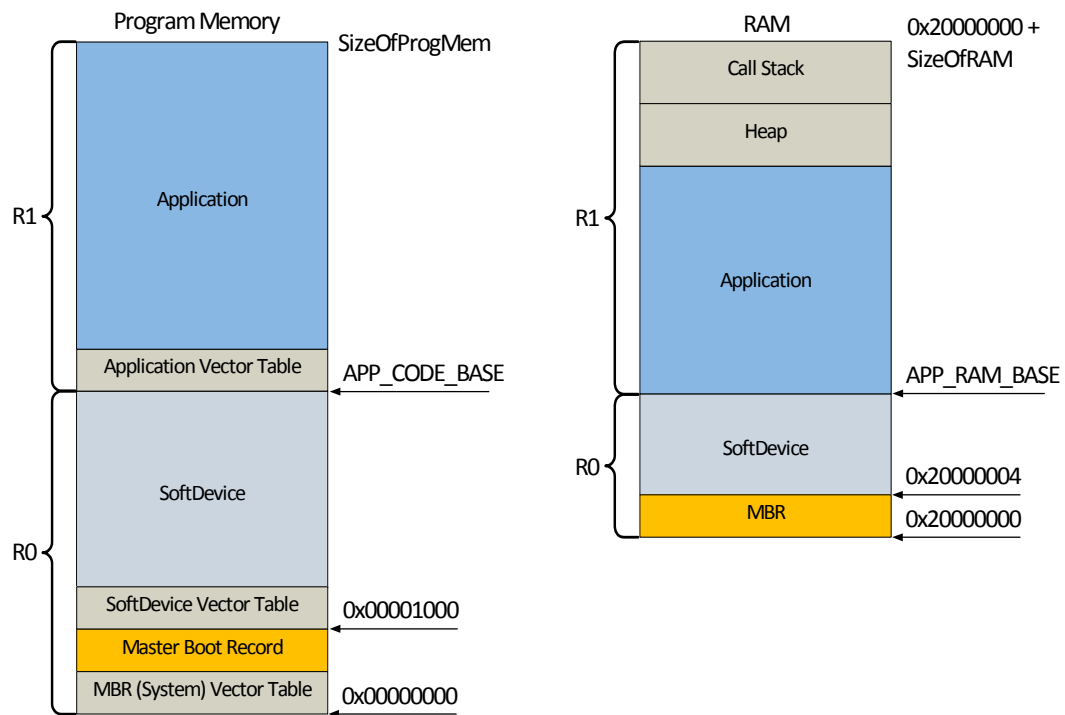 Program Memory
SizeOfProgMem
Application
R1
Application Vector Table
APP_CODE_BASE
SoftDevice
R0
SoftDevice Vector Table
0x00001000
Master Boot Record
MBR (System) Vector Table
0x00000000
RAM
0x20000000 +
SizeOfRAM
Call Stack
Heap
R1
Application
APP_RAM_BASE
SoftDevice
R0
0x20000004
MBR
0x20000000